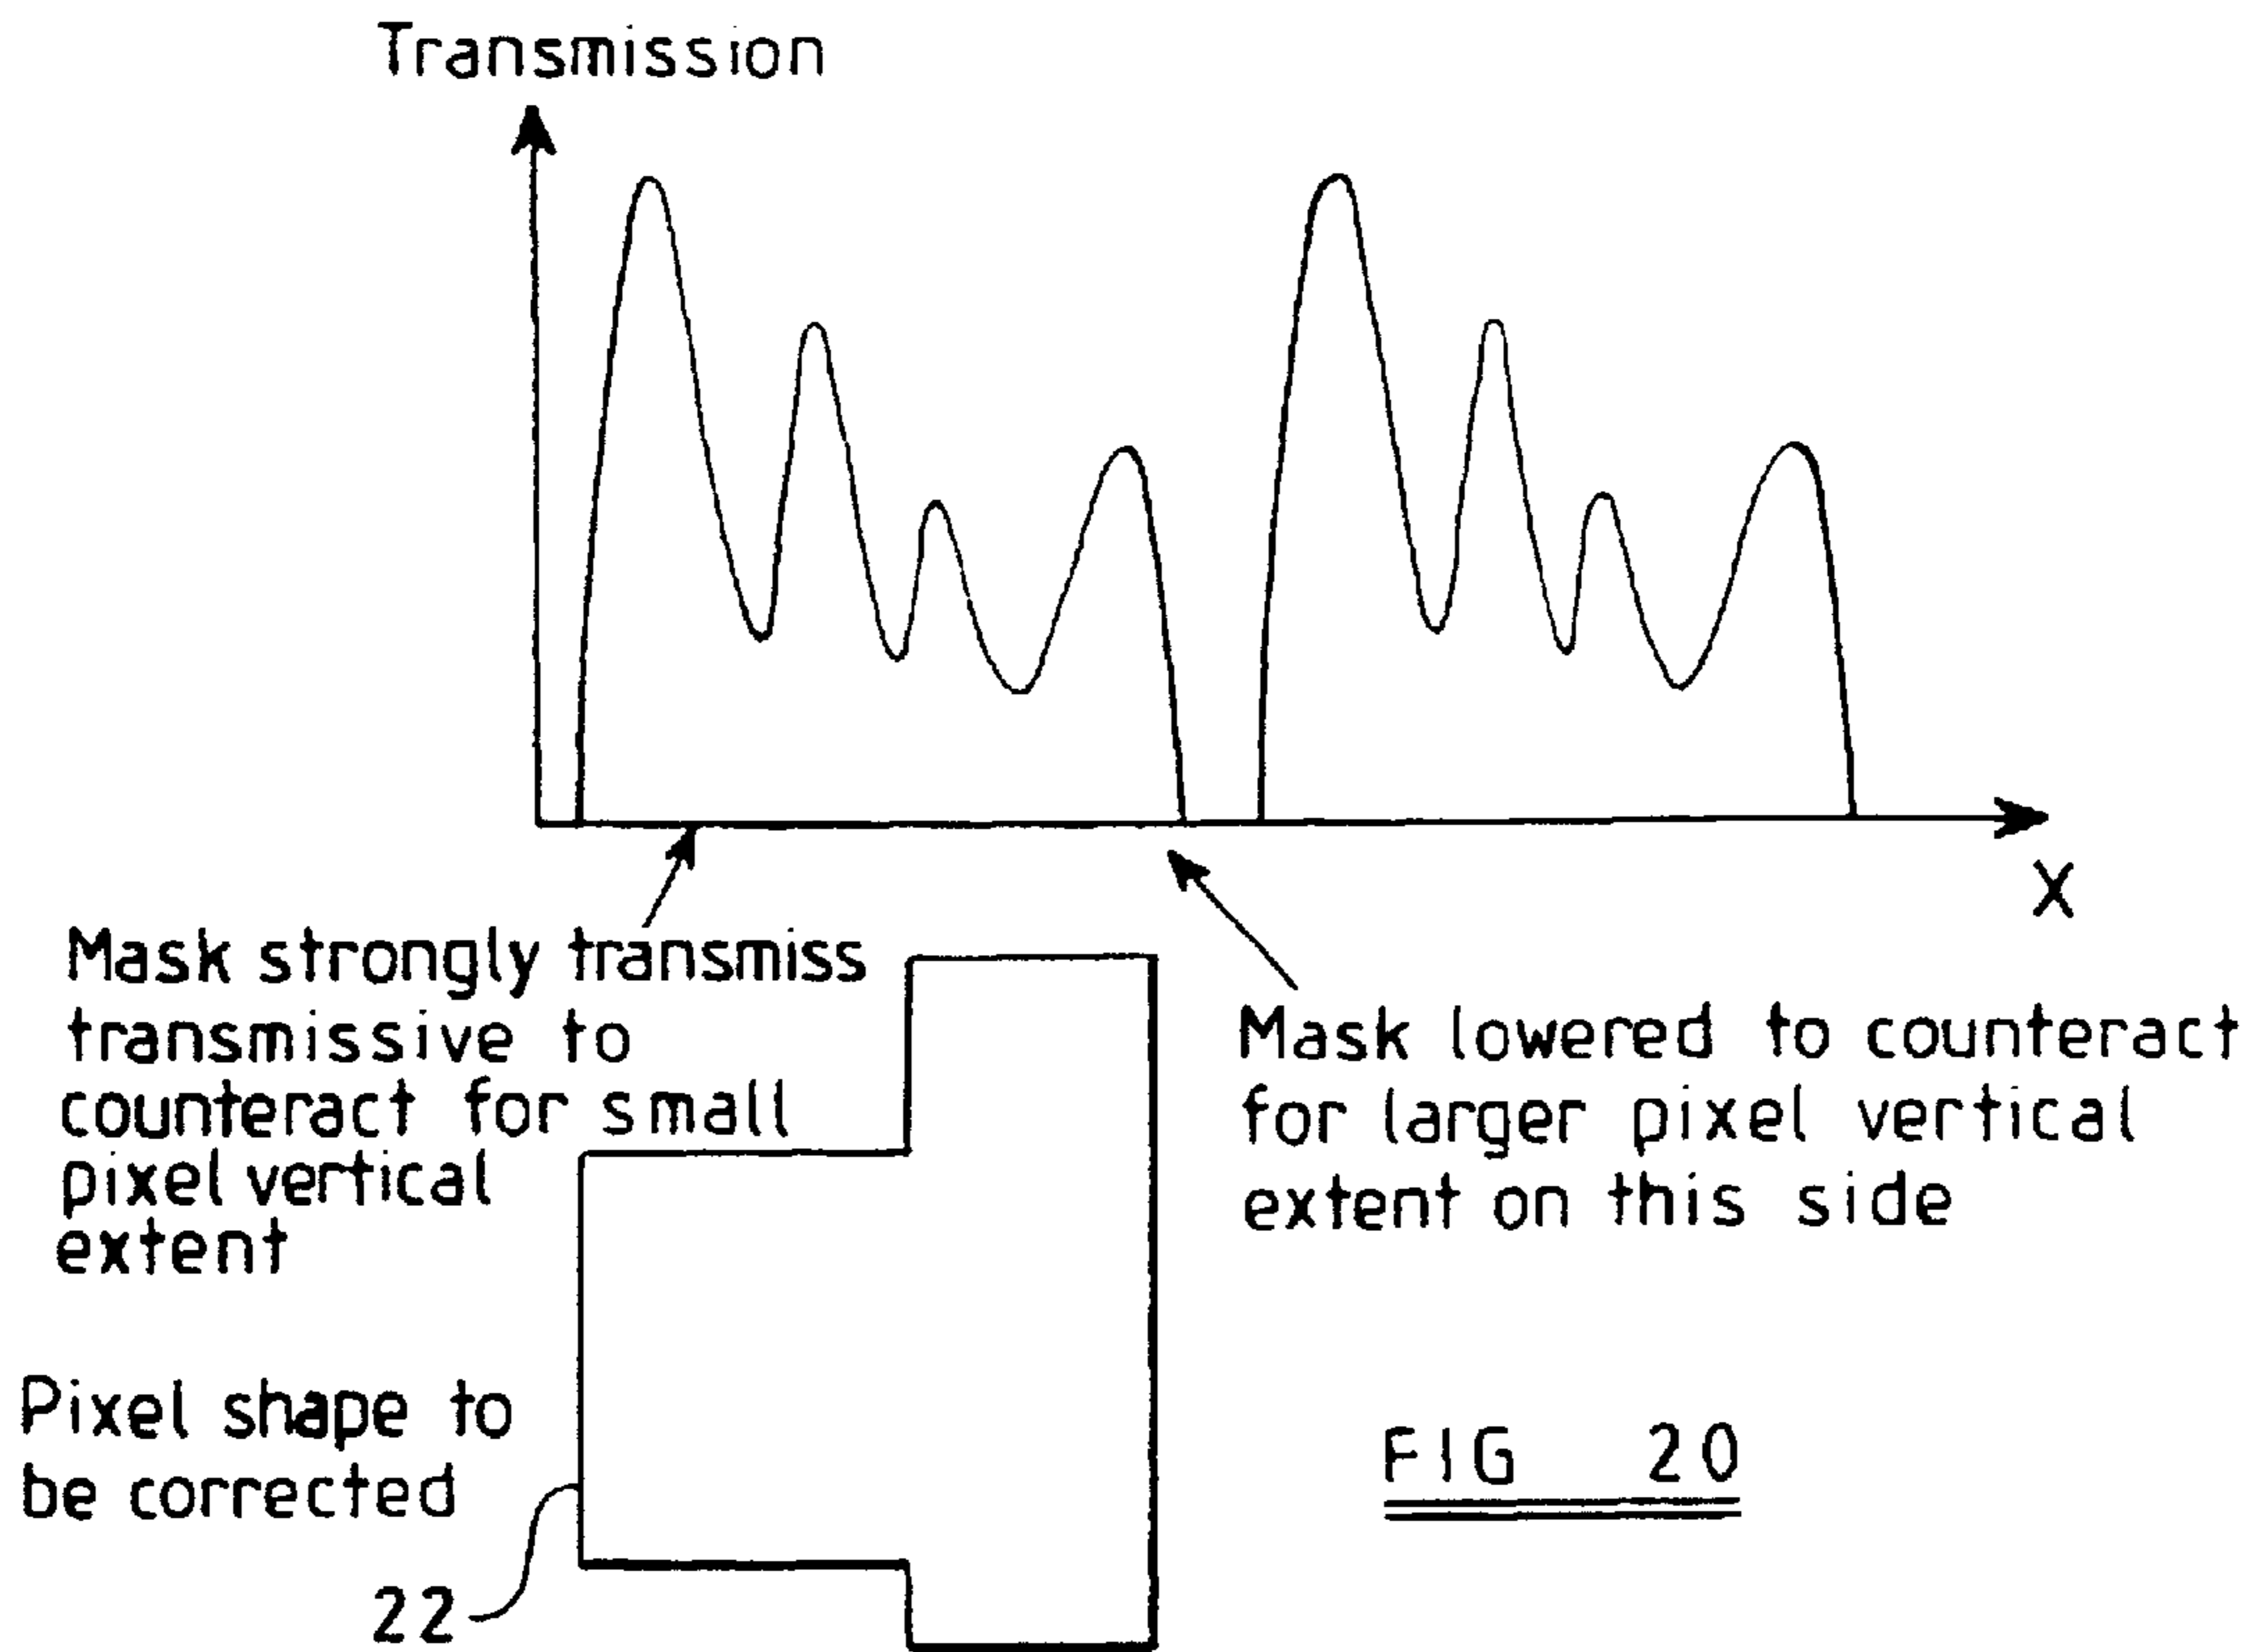 Transmission
X
Mask strongly transmiss
transmissive to
counteract for small
pixel vertical
extent
Mask lowered to counteract
for larger pixel vertical
extent on this side
Pixel shape to
be corrected
22
FIG 20